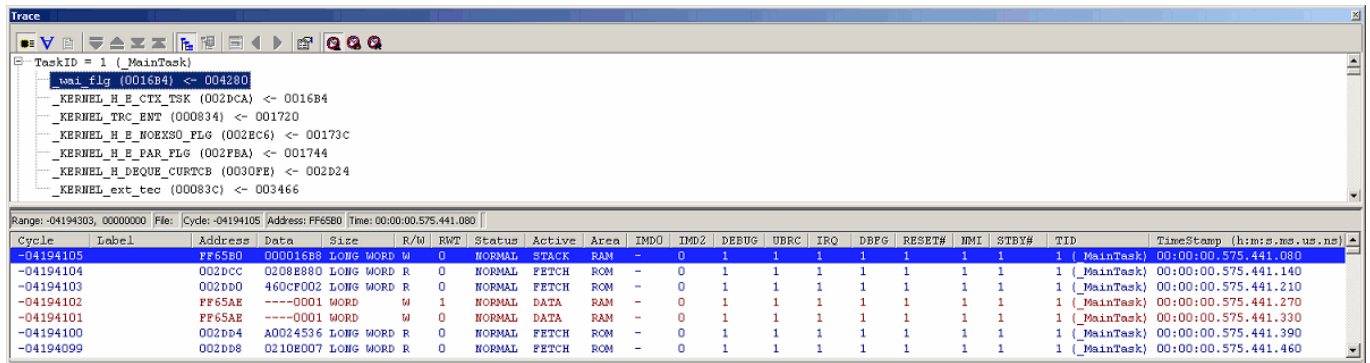 Trace
TaskID = 1 (_MainTask)
_wai_flg (0016B4) <- 004280
_KERNEL_H_E_CTX_TSK (002DCA) <- 0016B4
_KERNEL_TRC_ENT (000834) <- 001720
_KERNEL_H_E_NOEXSO_FLG (002EC6) <- 00173C
_KERNEL_H_E_PAR_FLG (002FBA) <- 001744
_KERNEL_H_DEQUE_CURTCB (0030FE) <- 002D24
_KERNEL_ext_tec (00083C) <- 003466
Range: -04194303, 00000000 File: Cycle: -04194105 Address: FF65B0 Time: 00:00:00.575.441.080
Cycle Label Address Data Size R/W RWT Status Active Area IMD0 IMD2 DEBUG UBRC IRQ DBFG RESET# NMI STBY# TID TimeStamp (h:m:s.ms.us.ns)
-04194105 FF65B0 000016B8 LONG WORD W 0 NORMAL STACK RAM - 0 1 1 1 1 1 1 1 1 (_MainTask) 00:00:00.575.441.080
-04194104 002DCC 0208E880 LONG WORD R 0 NORMAL FETCH ROM - 0 1 1 1 1 1 1 1 1 (_MainTask) 00:00:00.575.441.140
-04194103 002DD0 460CF002 LONG WORD R 0 NORMAL FETCH ROM - 0 1 1 1 1 1 1 1 1 (_MainTask) 00:00:00.575.441.210
-04194102 FF65AE ----0001 WORD W 1 NORMAL DATA RAM - 0 1 1 1 1 1 1 1 1 (_MainTask) 00:00:00.575.441.270
-04194101 FF65AE ----0001 WORD W 0 NORMAL DATA RAM - 0 1 1 1 1 1 1 1 1 (_MainTask) 00:00:00.575.441.330
-04194100 002DD4 A0024536 LONG WORD R 0 NORMAL FETCH ROM - 0 1 1 1 1 1 1 1 1 (_MainTask) 00:00:00.575.441.390
-04194099 002DD8 0210E007 LONG WORD R 0 NORMAL FETCH ROM - 0 1 1 1 1 1 1 1 1 (_MainTask) 00:00:00.575.441.460